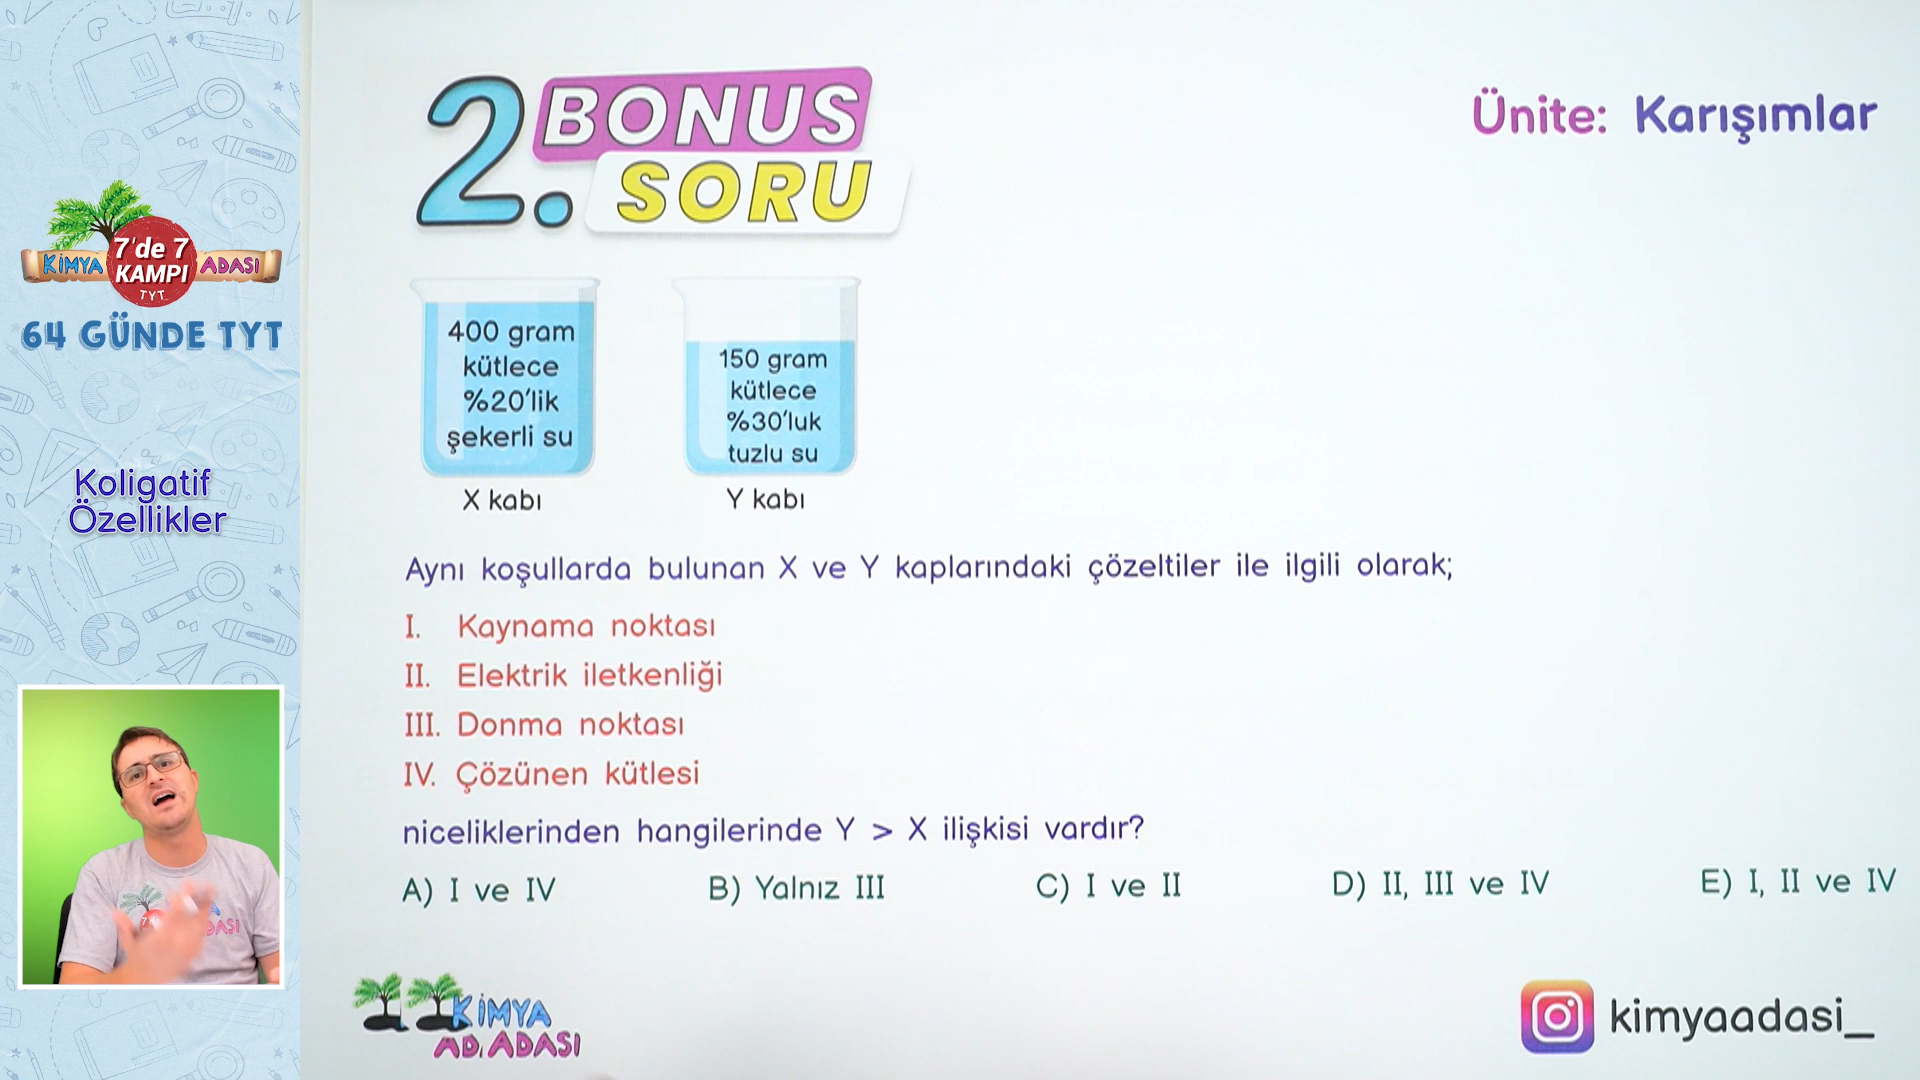 7'de 7
KİMYA KAMPI ADASI
TYT
64 GÜNDE TYT
Koligatif
Özellikler
2. BONUS
SORU
Ünite: Karışımlar
400 gram
kütlece
%20'lik
şekerli su
X kabı
150 gram
kütlece
%30'luk
tuzlu su
Y kabı
Aynı koşullarda bulunan X ve Y kaplarındaki çözeltiler ile ilgili olarak;
I. Kaynama noktası
II. Elektrik iletkenliği
III. Donma noktası
IV. Çözünen kütlesi
niceliklerinden hangilerinde Y > X ilişkisi vardır?
A) I ve IV
B) Yalnız III
C) I ve II
D) II, III ve IV
E) I, II ve IV
KİMYA
ADASI
kimyaadasi_